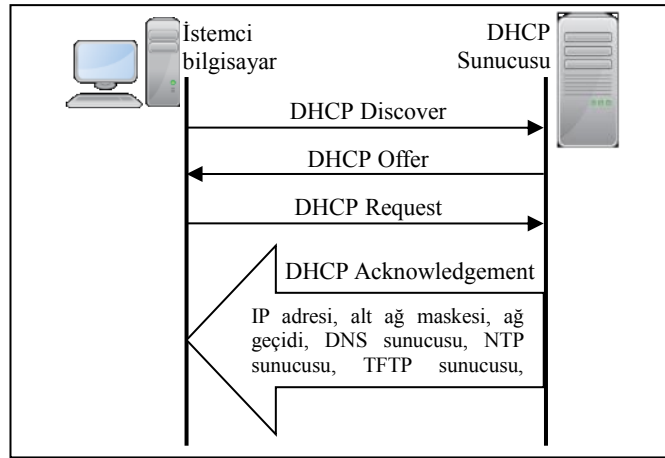 İstemci
bilgisayar
DHCP
Sunucusu
DHCP Discover
DHCP Offer
DHCP Request
DHCP Acknowledgement
IP adresi, alt ağ maskesi, ağ
geçidi, DNS sunucusu, NTP
sunucusu, TFTP sunucusu,